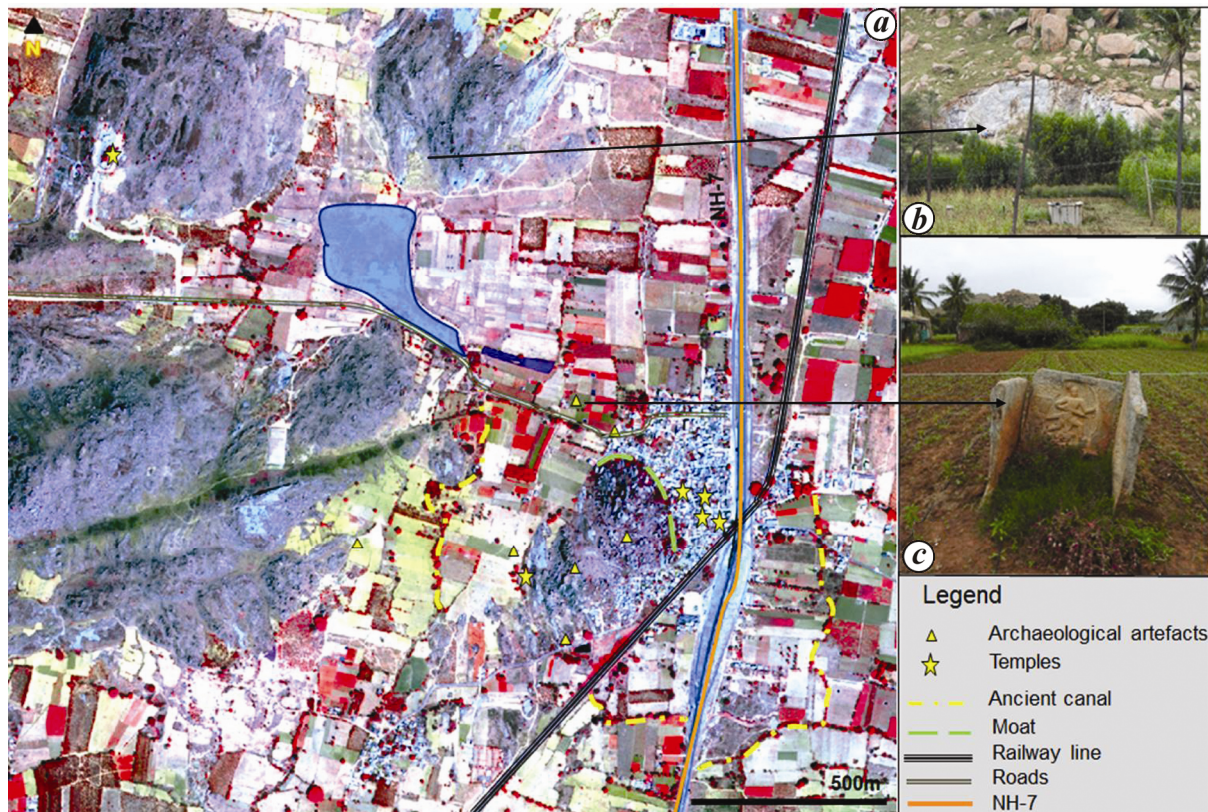 N
a
NH-7
500m
b
c
Legend
Archaeological artefacts
Temples
Ancient canal
Moat
Railway line
Roads
NH-7